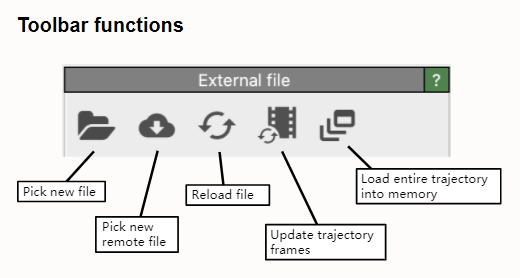 Toolbar functions
External file
?
Pick new file
Pick new
remote file
Reload file
Update trajectory
frames
Load entire trajectory
into memory